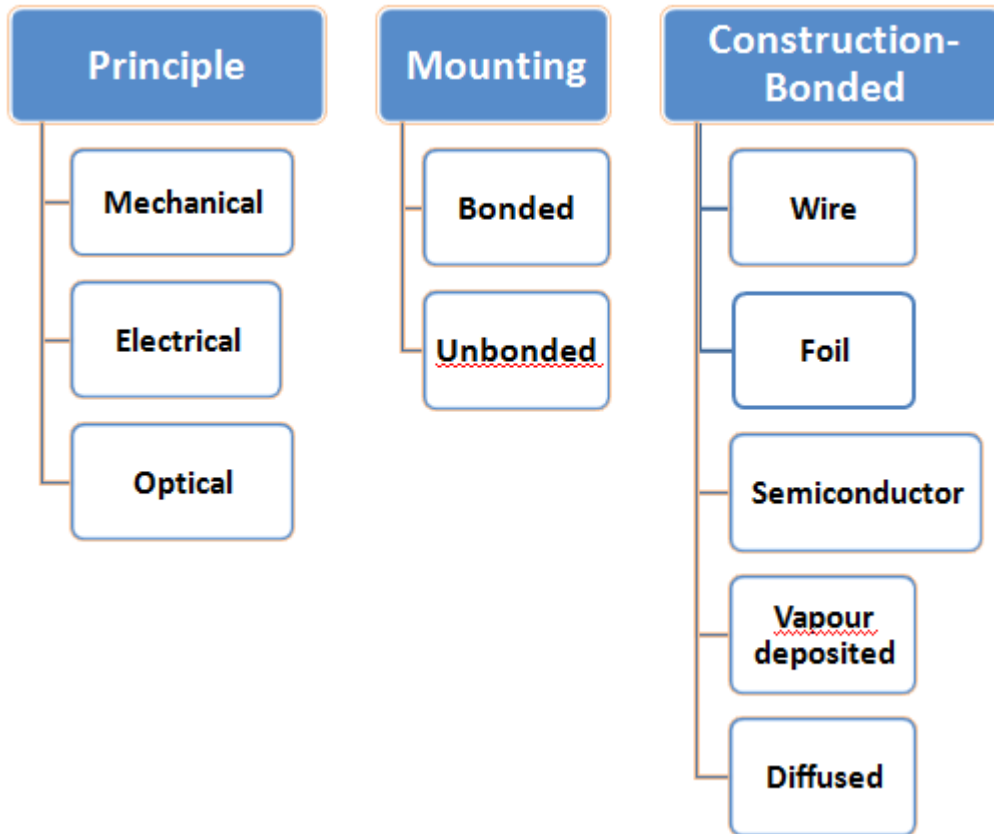 Principle
Mechanical
Electrical
Optical
Mounting
Bonded
Unbonded
Construction-
Bonded
Wire
Foil
Semiconductor
Vapour
deposited
Diffused